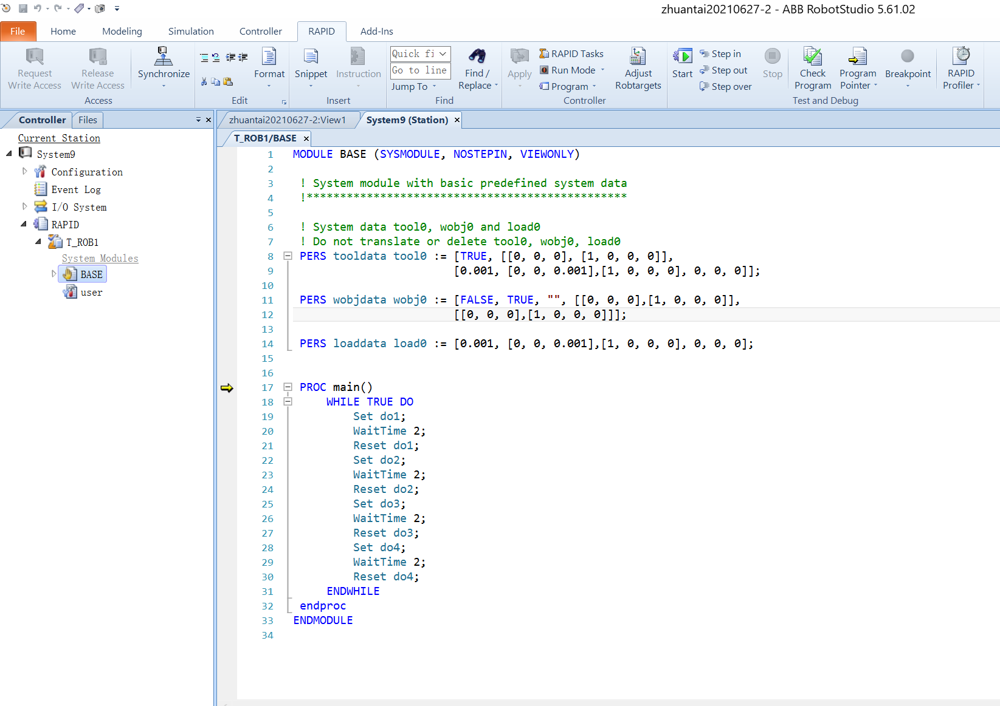 zhuantai20210627-2 - ABB RobotStudio 5.61.02
File Home Modeling Simulation Controller RAPID Add-Ins
Request Write Access
Release Write Access
Access
Synchronize
Format
Edit
Snippet
Instruction
Insert
Quick fi
Go to line
Jump To
Find / Replace
Find
Apply
RAPID Tasks
Run Mode
Program
Adjust Robtargets
Controller
Start
Step in
Step out
Step over
Stop
Check Program
Program Pointer
Breakpoint
Test and Debug
RAPID Profiler
Controller Files
Current Station
System9
Configuration
Event Log
I/O System
RAPID
T_ROB1
System Modules
BASE
user
zhuantai20210627-2:View1 System9 (Station)
T_ROB1/BASE
1 MODULE BASE (SYSMODULE, NOSTEPIN, VIEWONLY)
2
3 ! System module with basic predefined system data
4 !************************************************
5
6 ! System data tool0, wobj0 and load0
7 ! Do not translate or delete tool0, wobj0, load0
8 PERS tooldata tool0 := [TRUE, [[0, 0, 0], [1, 0, 0, 0]],
9 [0.001, [0, 0, 0.001],[1, 0, 0, 0], 0, 0, 0]];
10
11 PERS wobjdata wobj0 := [FALSE, TRUE, "", [[0, 0, 0],[1, 0, 0, 0]],
12 [[0, 0, 0],[1, 0, 0, 0]]];
13
14 PERS loaddata load0 := [0.001, [0, 0, 0.001],[1, 0, 0, 0], 0, 0, 0];
15
16
17 PROC main()
18 WHILE TRUE DO
19 Set do1;
20 WaitTime 2;
21 Reset do1;
22 Set do2;
23 WaitTime 2;
24 Reset do2;
25 Set do3;
26 WaitTime 2;
27 Reset do3;
28 Set do4;
29 WaitTime 2;
30 Reset do4;
31 ENDWHILE
32 endproc
33 ENDMODULE
34